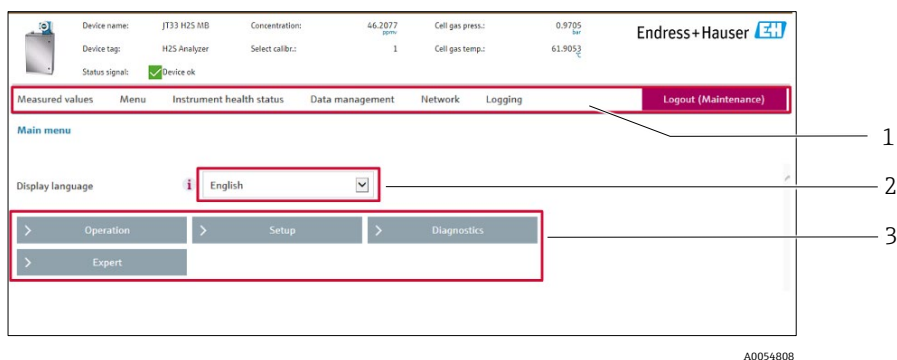 Device name: JT33 H2S MB Concentration: 46.2077 ppmv Cell gas press.: 0.9705 bar
Endress+Hauser EH
Device tag: H2S Analyzer Select calibr.: 1 Cell gas temp.: 61.9053 °C
Status signal: Device ok
Measured values Menu Instrument health status Data management Network Logging Logout (Maintenance)
1
Main menu
Display language i English
2
> Operation > Setup > Diagnostics
3
> Expert
A0054808